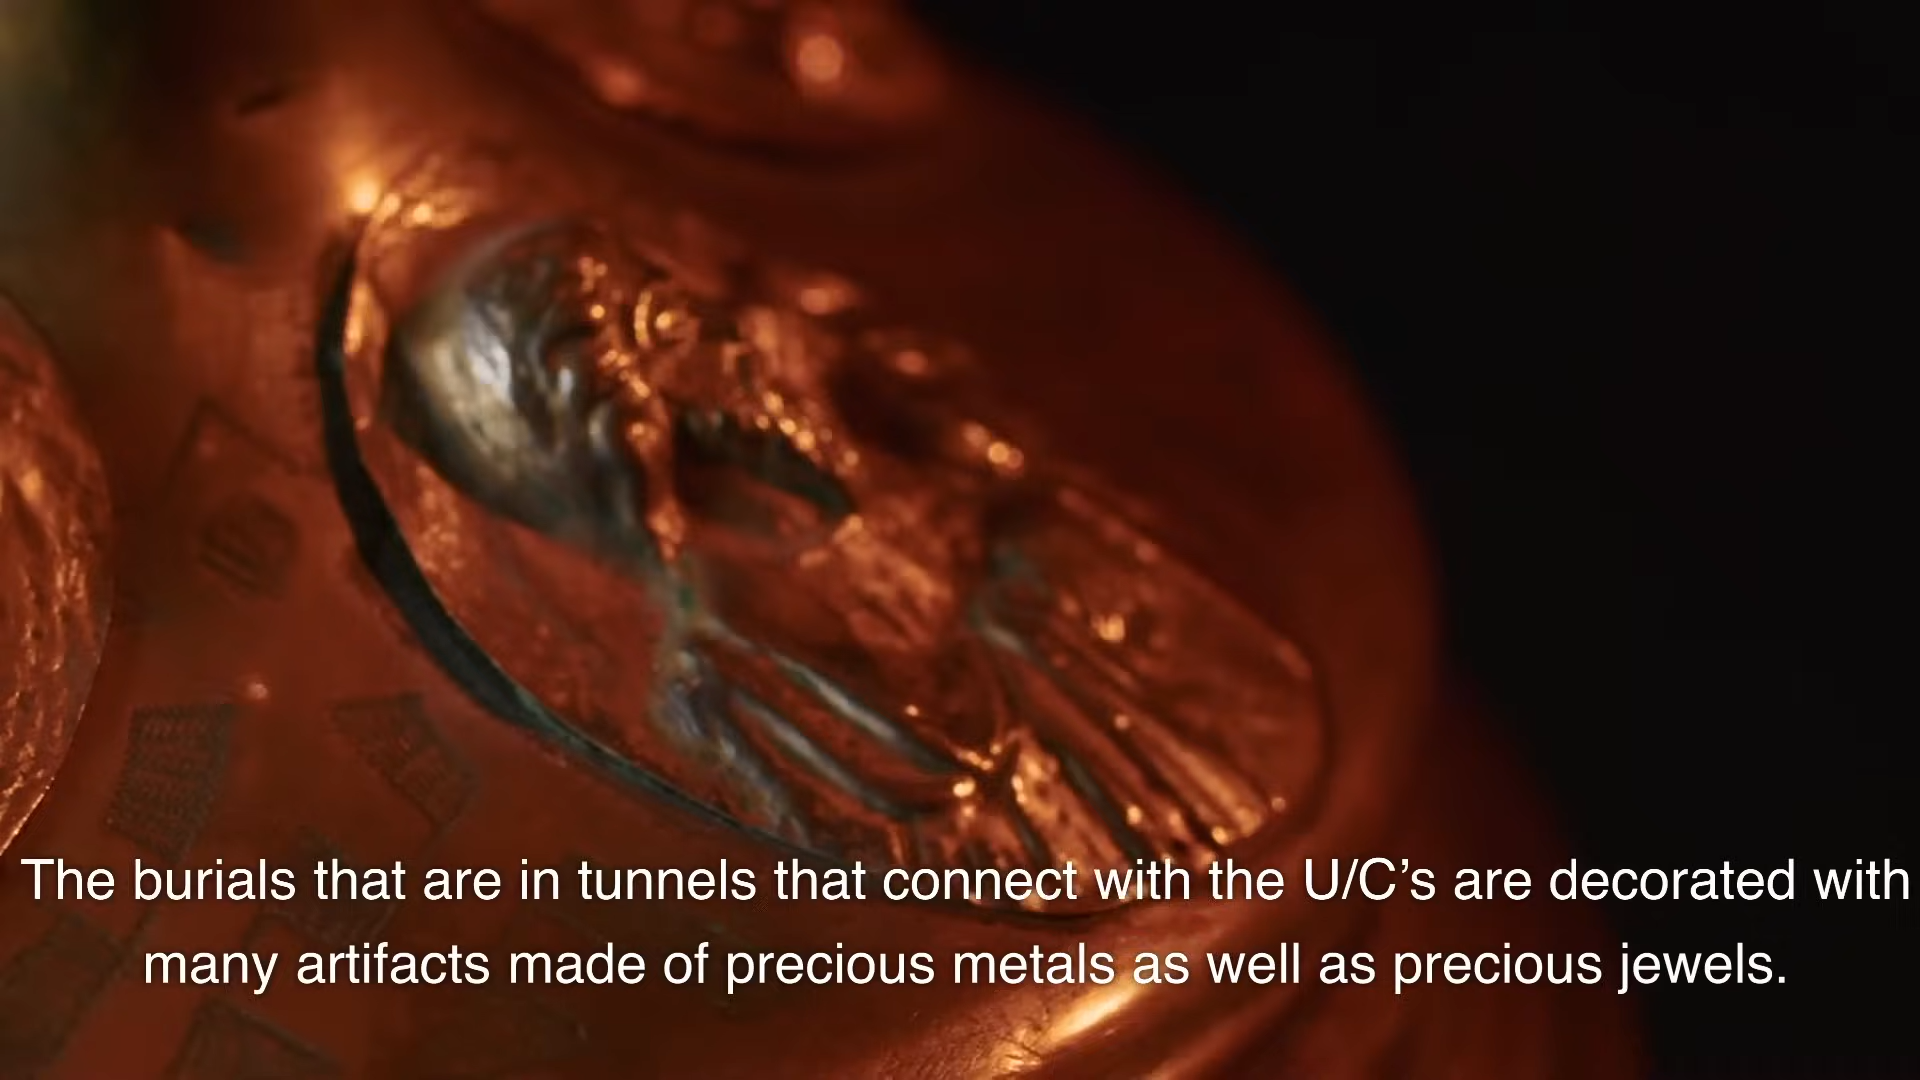 The burials that are in tunnels that connect with the U/C’s are decorated with
many artifacts made of precious metals as well as precious jewels.